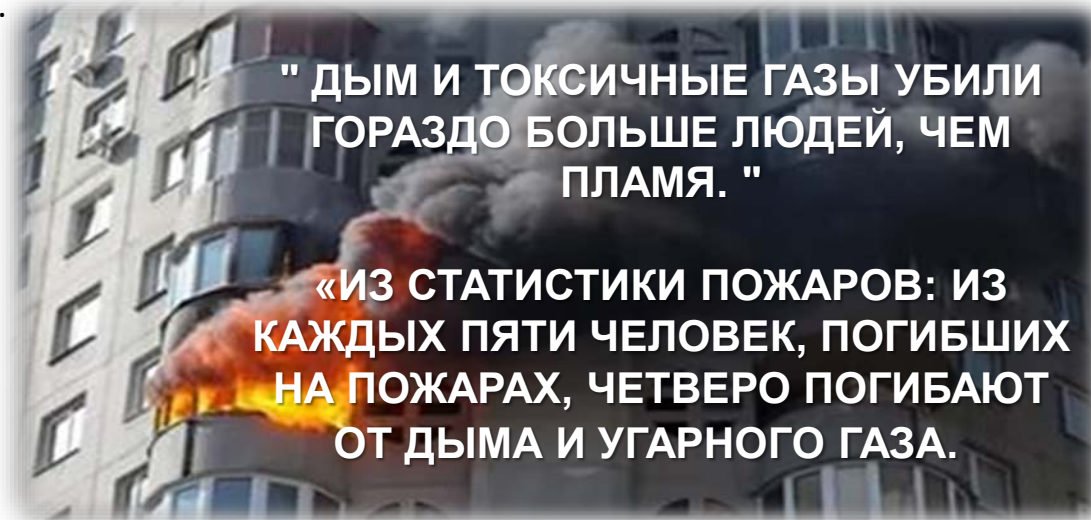 .
" ДЫМ И ТОКСИЧНЫЕ ГАЗЫ УБИЛИ
ГОРАЗДО БОЛЬШЕ ЛЮДЕЙ, ЧЕМ
ПЛАМЯ. "
«ИЗ СТАТИСТИКИ ПОЖАРОВ: ИЗ
КАЖДЫХ ПЯТИ ЧЕЛОВЕК, ПОГИБШИХ
НА ПОЖАРАХ, ЧЕТВЕРО ПОГИБАЮТ
ОТ ДЫМА И УГАРНОГО ГАЗА.